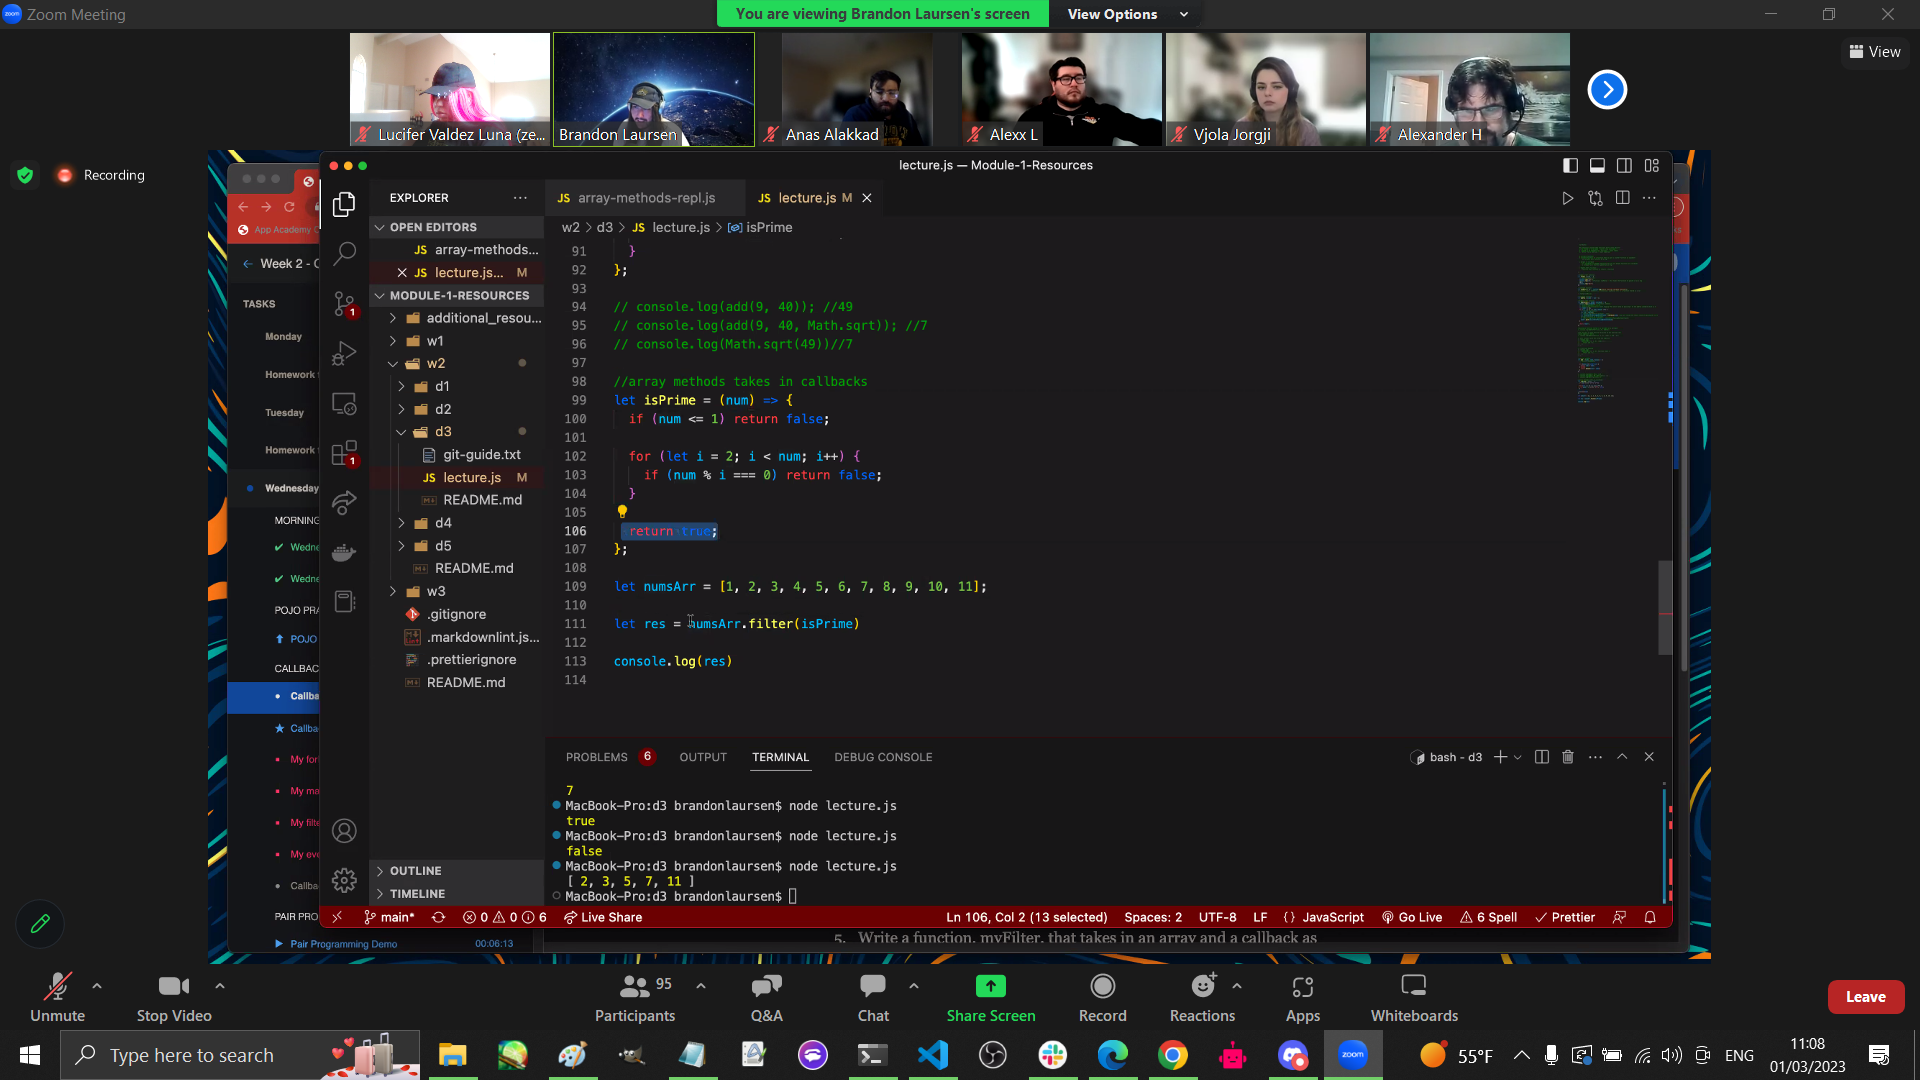 Zoom Meeting
You are viewing Brandon Laursen's screen
View Options
View
Lucifer Valdez Luna (ze...
Brandon Laursen
Anas Alakkad
Alexx L
Vjola Jorgji
Alexander H
Recording
lecture.js — Module-1-Resources
App Academy
Week 2 - C
TASKS
Monday
Homework
Tuesday
Homework
Wednesday
MORNING
Wedne
Wedne
POJO PRA
POJO
CALLBAC
Callba
Callba
My for
My ma
My filte
My eve
Callba
PAIR PRO
Pair Programming Demo 00:06:13
EXPLORER
OPEN EDITORS
JS array-methods...
JS lecture.js... M
MODULE-1-RESOURCES
additional_resou...
w1
w2
d1
d2
d3
git-guide.txt
JS lecture.js M
README.md
d4
d5
README.md
w3
.gitignore
.markdownlint.js...
.prettierignore
README.md
OUTLINE
TIMELINE
JS array-methods-repl.js
JS lecture.js M
w2 > d3 > JS lecture.js > isPrime
91 }
92 };
93
94 // console.log(add(9, 40)); //49
95 // console.log(add(9, 40, Math.sqrt)); //7
96 // console.log(Math.sqrt(49))//7
97
98 //array methods takes in callbacks
99 let isPrime = (num) => {
100 if (num <= 1) return false;
101
102 for (let i = 2; i < num; i++) {
103 if (num % i === 0) return false;
104 }
105
106 return true;
107 };
108
109 let numsArr = [1, 2, 3, 4, 5, 6, 7, 8, 9, 10, 11];
110
111 let res = numsArr.filter(isPrime)
112
113 console.log(res)
114
PROBLEMS 6 OUTPUT TERMINAL DEBUG CONSOLE
bash - d3
7
MacBook-Pro:d3 brandonlaursen$ node lecture.js
true
MacBook-Pro:d3 brandonlaursen$ node lecture.js
false
MacBook-Pro:d3 brandonlaursen$ node lecture.js
[ 2, 3, 5, 7, 11 ]
MacBook-Pro:d3 brandonlaursen$
main* 0 0 6 Live Share
Ln 106, Col 2 (13 selected) Spaces: 2 UTF-8 LF {} JavaScript Go Live 6 Spell Prettier
5. Write a function, myFilter, that takes in an array and a callback as
Unmute
Stop Video
Participants 95
Q&A
Chat
Share Screen
Record
Reactions
Apps
Whiteboards
Leave
Type here to search
zoom
55°F
ENG
11:08
01/03/2023